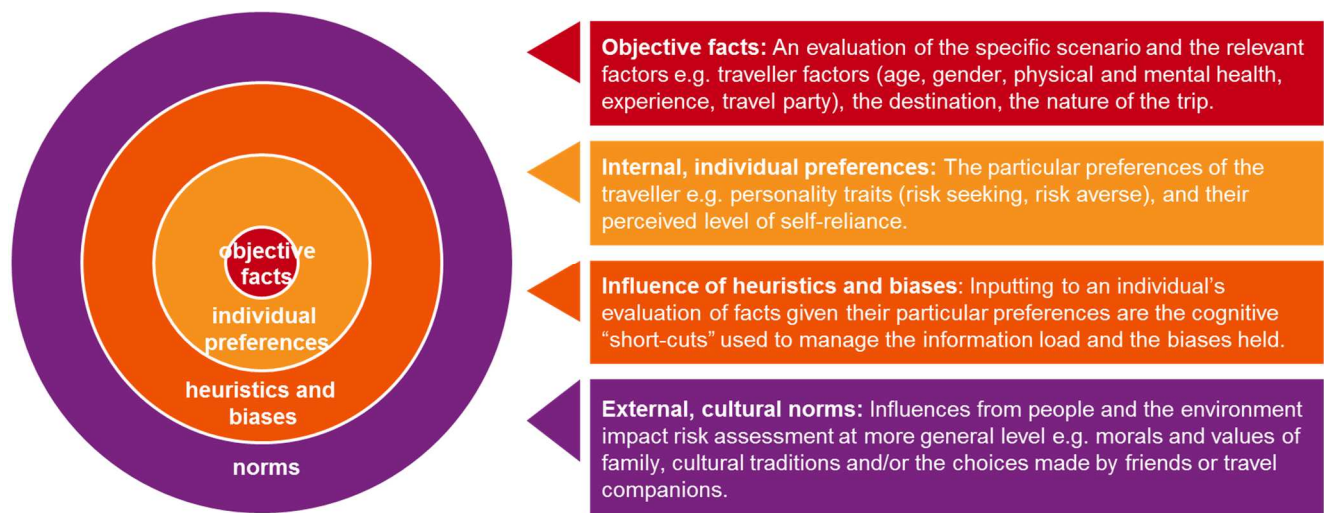 objective
facts
individual
preferences
heuristics and
biases
norms
Objective facts: An evaluation of the specific scenario and the relevant
factors e.g. traveller factors (age, gender, physical and mental health,
experience, travel party), the destination, the nature of the trip.
Internal, individual preferences: The particular preferences of the
traveller e.g. personality traits (risk seeking, risk averse), and their
perceived level of self-reliance.
Influence of heuristics and biases: Inputting to an individual’s
evaluation of facts given their particular preferences are the cognitive
“short-cuts” used to manage the information load and the biases held.
External, cultural norms: Influences from people and the environment
impact risk assessment at more general level e.g. morals and values of
family, cultural traditions and/or the choices made by friends or travel
companions.